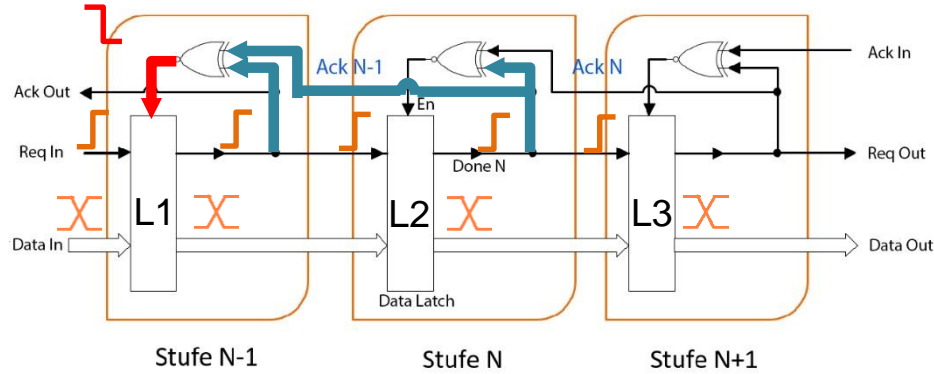 Ack N-1
Ack N
Ack In
Ack Out
En
Req In
Done N
Req Out
L1
L2
L3
Data In
Data Out
Data Latch
Stufe N-1
Stufe N
Stufe N+1